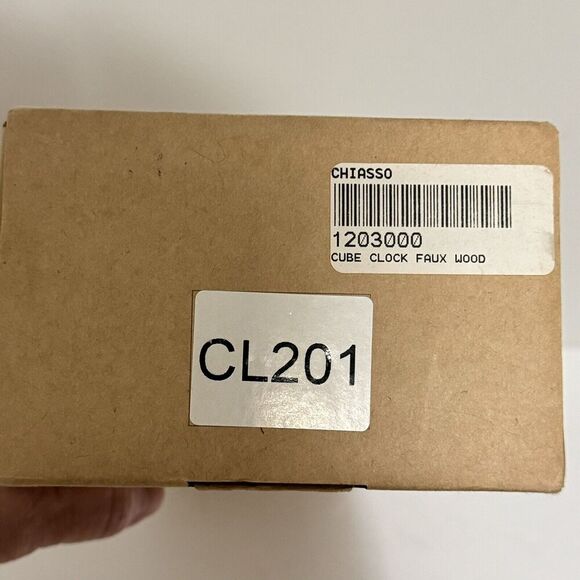 CHIASSO
1203000
CUBE CLOCK FAUX WOOD
CL201